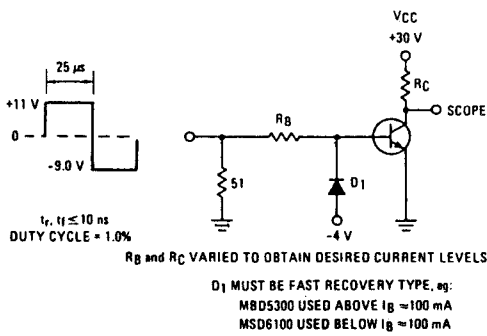 VCC
+30 V
25 µs
RC
+11 V
SCOPE
RB
0
51
D1
-9.0 V
-4 V
tr, tf ≤ 10 ns
DUTY CYCLE = 1.0%
RB and RC VARIED TO OBTAIN DESIRED CURRENT LEVELS
D1 MUST BE FAST RECOVERY TYPE, eg:
MBD5300 USED ABOVE IB ≈100 mA
MSD6100 USED BELOW IB ≈100 mA